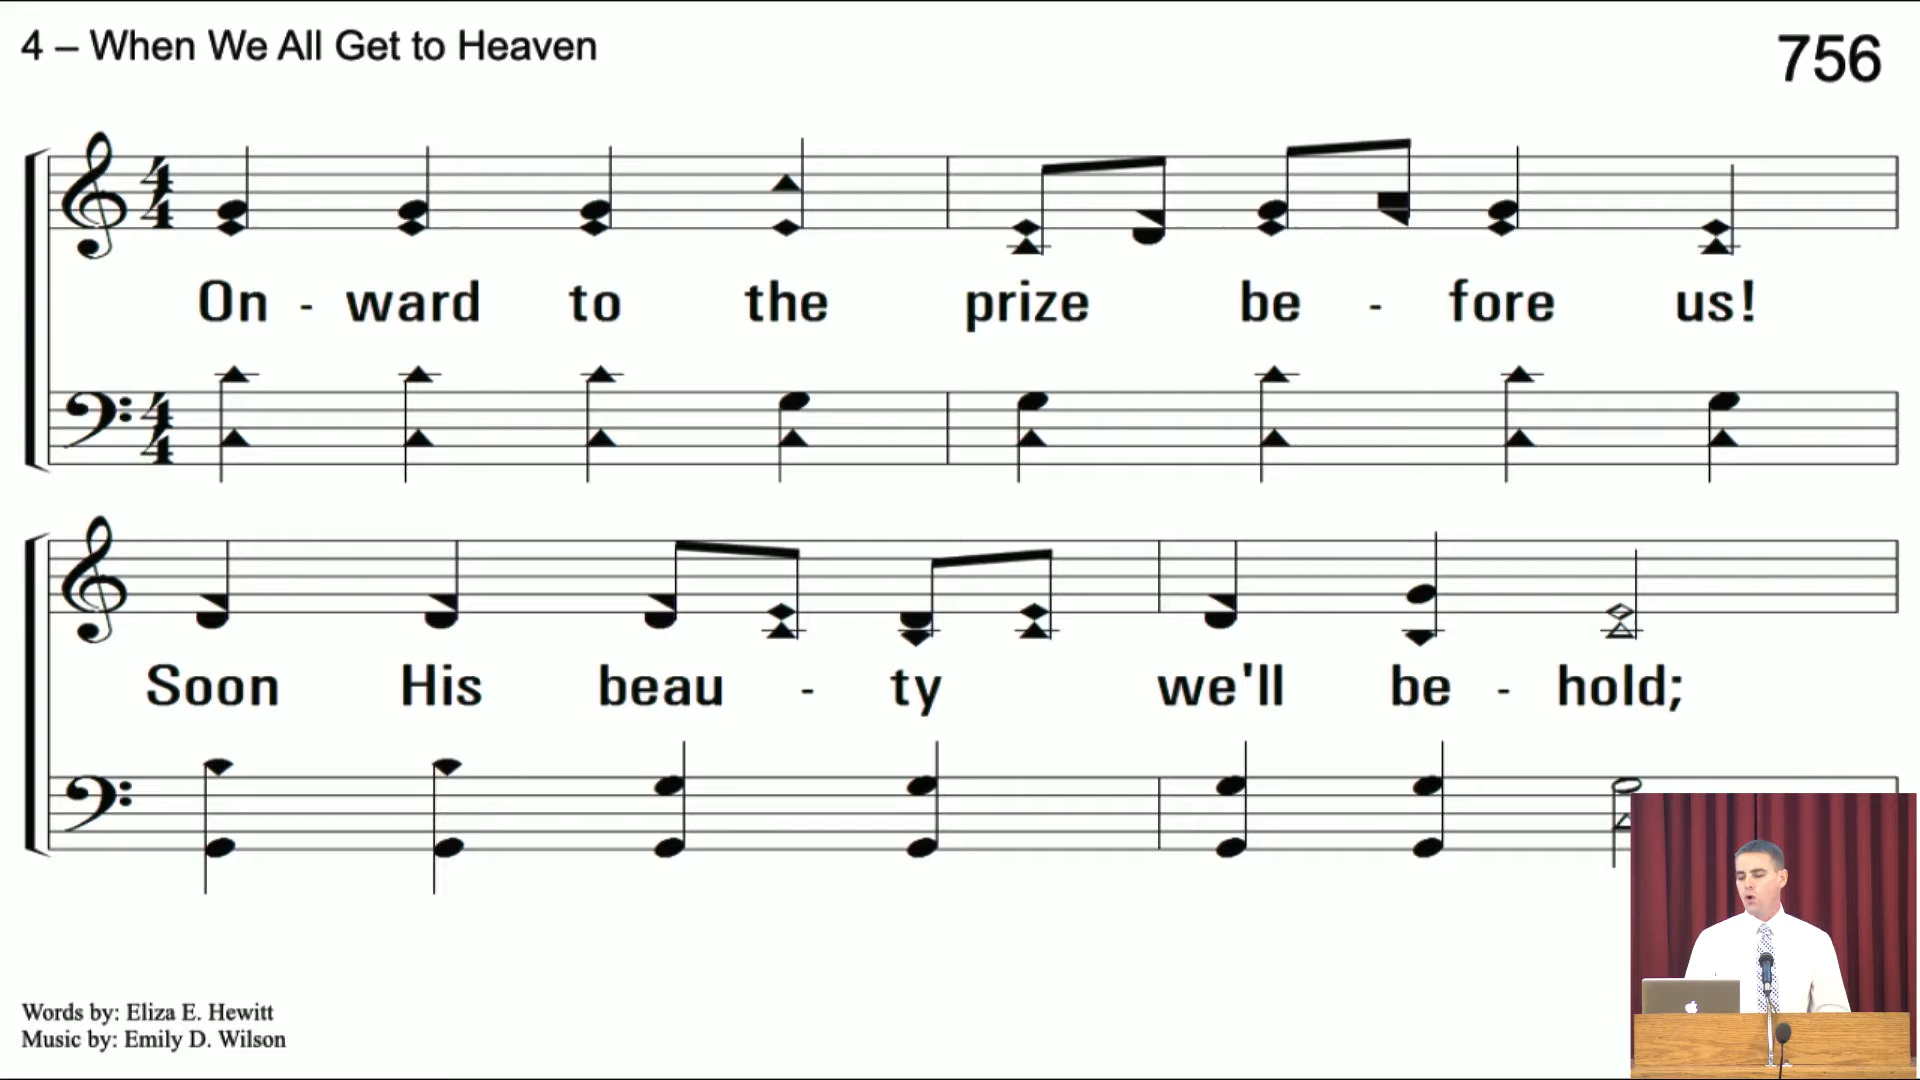 4 – When We All Get to Heaven
756
On - ward to the prize be - fore us!
Soon His beau - ty we'll be - hold;
Words by: Eliza E. Hewitt
Music by: Emily D. Wilson